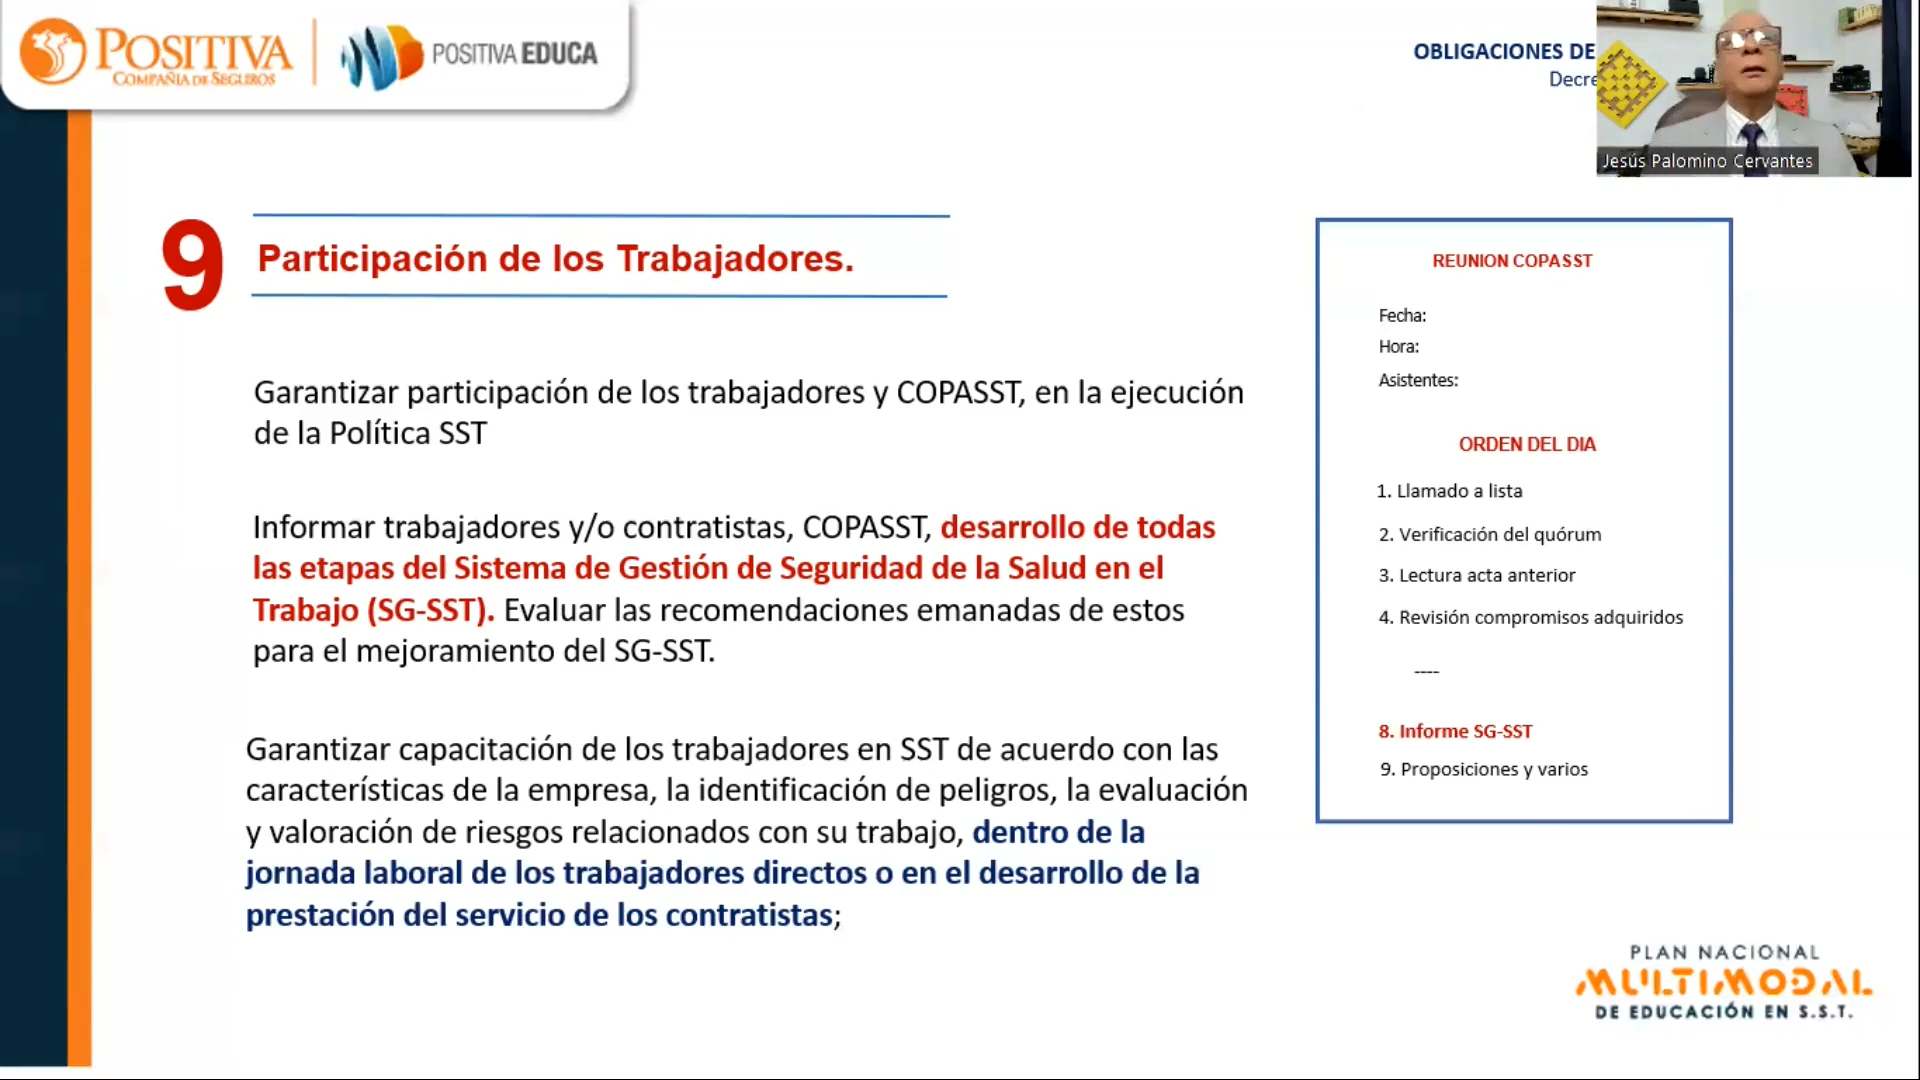 POSITIVA
COMPAÑÍA DE SEGUROS
POSITIVA EDUCA
OBLIGACIONES DE
Decre
Jesús Palomino Cervantes
9
Participación de los Trabajadores.
Garantizar participación de los trabajadores y COPASST, en la ejecución
de la Política SST
Informar trabajadores y/o contratistas, COPASST, desarrollo de todas
las etapas del Sistema de Gestión de Seguridad de la Salud en el
Trabajo (SG-SST). Evaluar las recomendaciones emanadas de estos
para el mejoramiento del SG-SST.
Garantizar capacitación de los trabajadores en SST de acuerdo con las
características de la empresa, la identificación de peligros, la evaluación
y valoración de riesgos relacionados con su trabajo, dentro de la
jornada laboral de los trabajadores directos o en el desarrollo de la
prestación del servicio de los contratistas;
REUNION COPASST
Fecha:
Hora:
Asistentes:
ORDEN DEL DIA
1. Llamado a lista
2. Verificación del quórum
3. Lectura acta anterior
4. Revisión compromisos adquiridos
----
8. Informe SG-SST
9. Proposiciones y varios
PLAN NACIONAL
MULTIMODAL
DE EDUCACIÓN EN S.S.T.